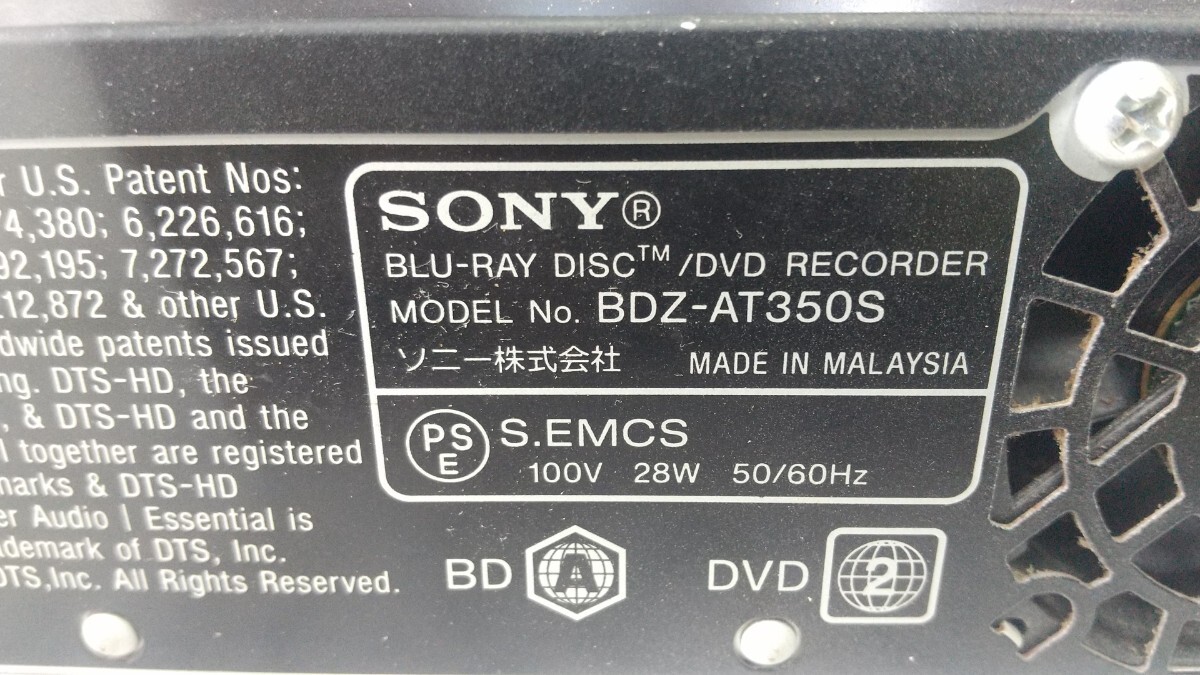 U.S. Patent Nos:
74,380; 6,226,616;
92,195; 7,272,567;
12,872 & other U.S.
dwide patents issued
ng. DTS-HD, the
, & DTS-HD and the
l together are registered
marks & DTS-HD
er Audio | Essential is
demark of DTS, Inc.
DTS,Inc. All Rights Reserved.
SONY®
BLU-RAY DISC™/DVD RECORDER
MODEL No. BDZ-AT350S
ソニー株式会社 MADE IN MALAYSIA
PSE S.EMCS
100V 28W 50/60Hz
BD A DVD 2